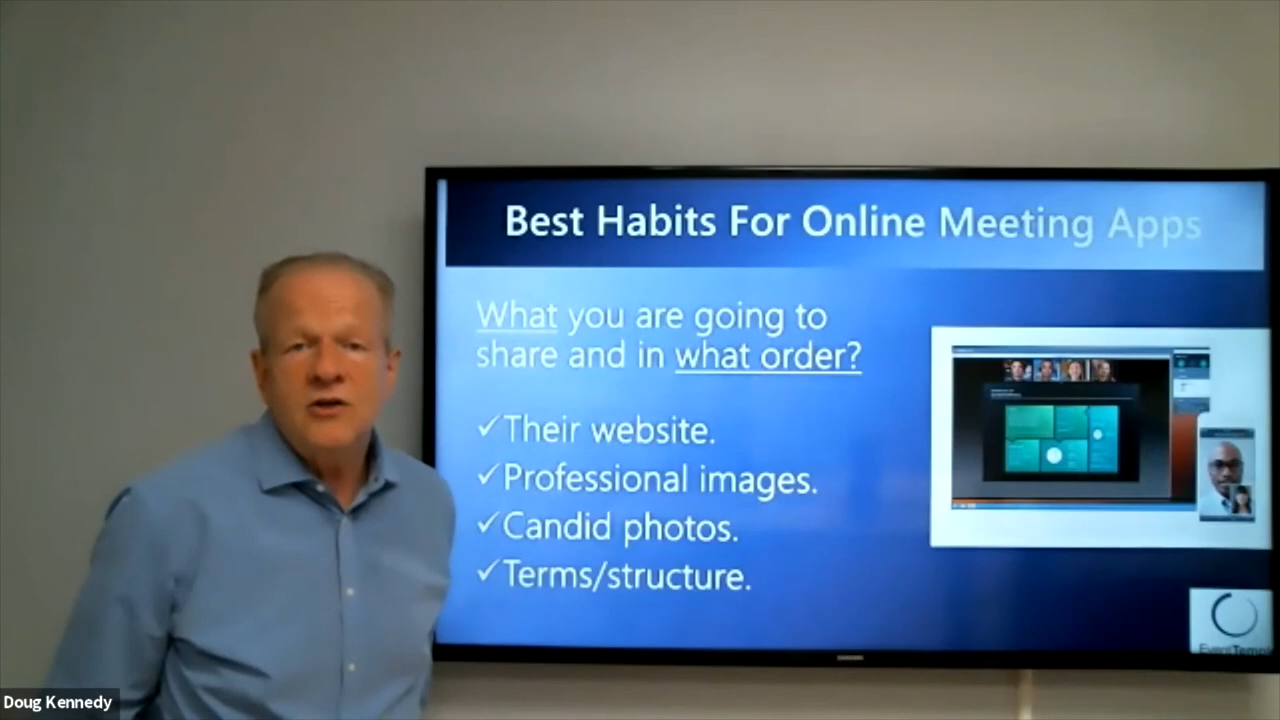 Best Habits For Online Meeting Apps
What you are going to
share and in what order?
✓Their website.
✓Professional images.
✓Candid photos.
✓Terms/structure.
Doug Kennedy